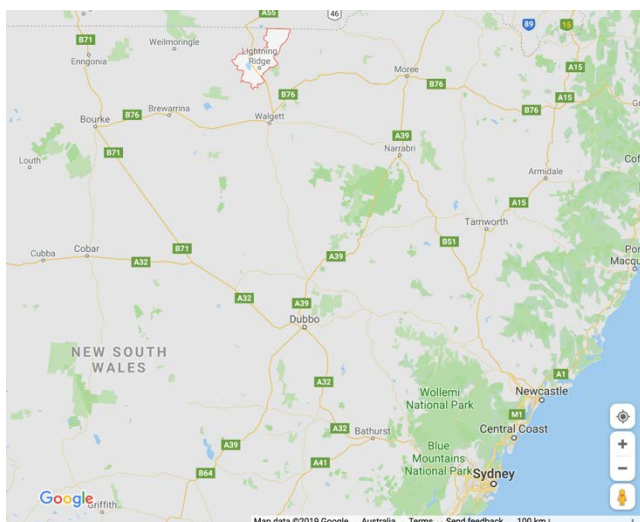 A55
46
89
15
B71
Weilmoringle
Enngonia
Lightning
Ridge
Moree
A15
B76
B76
A15
Brewarrina
Walgett
Bourke
B76
A39
B71
Narrabri
Louth
Armidale
A15
Tamworth
B51
Cubba
Cobar
A32
B71
A39
Macqu
A32
A39
Dubbo
NEW SOUTH
WALES
A1
A32
Wollemi
National Park
Newcastle
M1
A32
Bathurst
Central Coast
A39
A41
Blue
Mountains
National Park
B64
Sydney
Google
Griffith
Map data ©2019 Google Australia Terms Send feedback 100 km